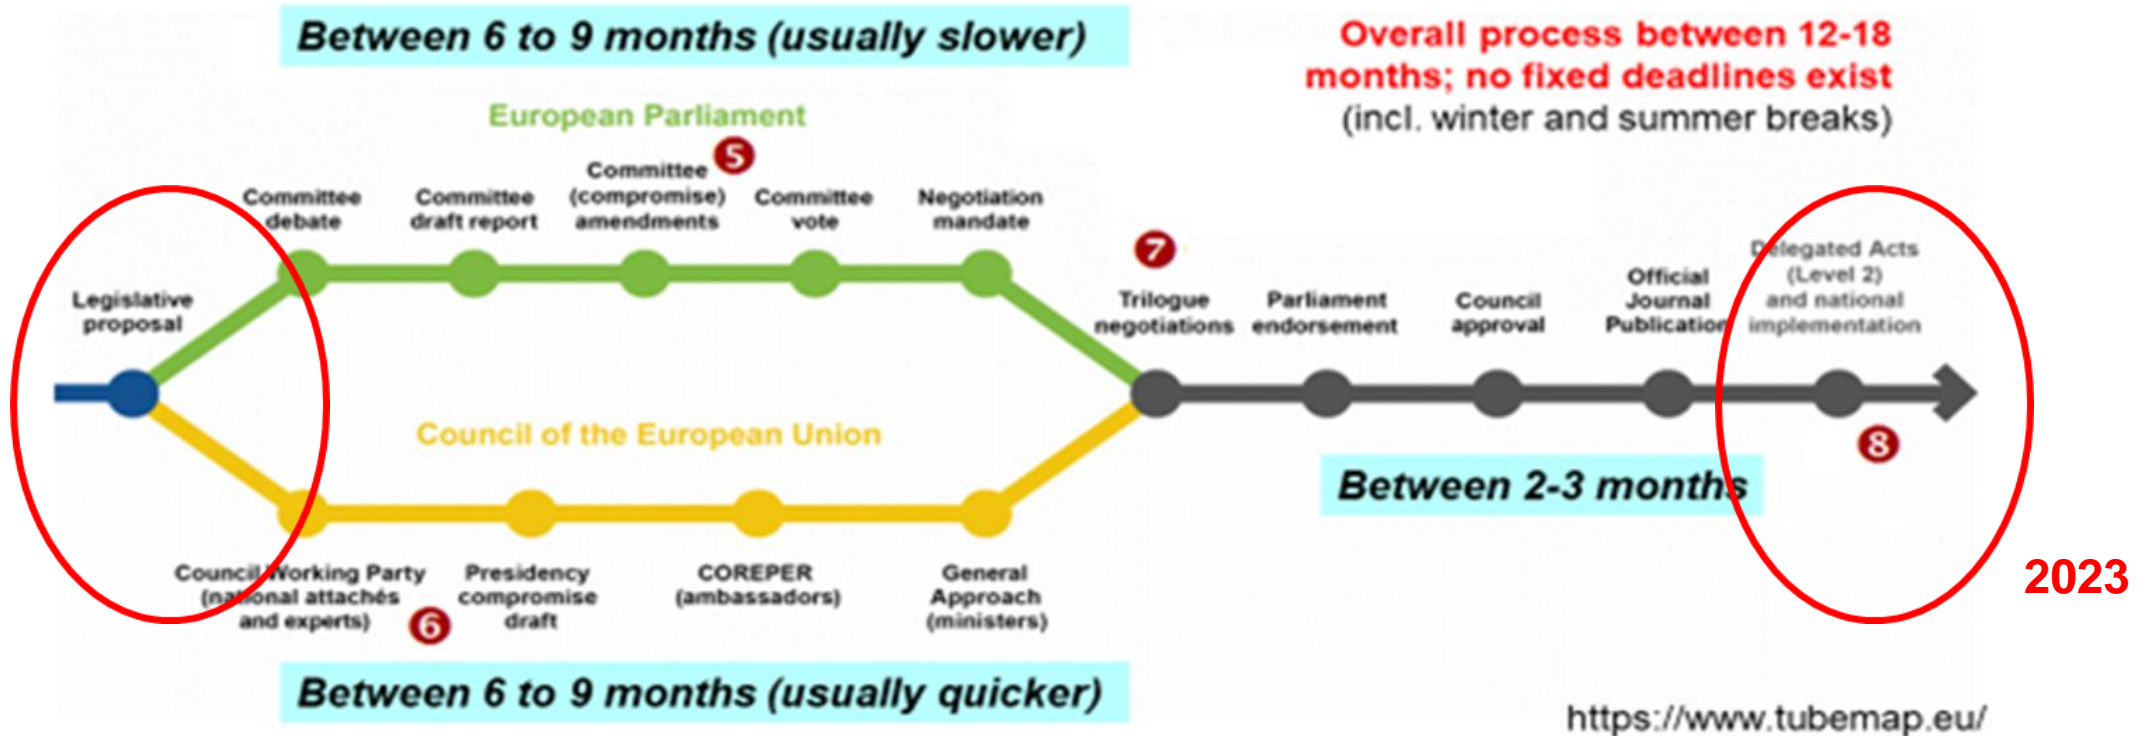 Between 6 to 9 months (usually slower)
Overall process between 12-18
months; no fixed deadlines exist
(incl. winter and summer breaks)
European Parliament
5
Committee
debate
Committee
draft report
Committee
(compromise)
amendments
Committee
vote
Negotiation
mandate
Legislative
proposal
7
Trilogue
negotiations
Parliament
endorsement
Council
approval
Official
Journal
Publication
Delegated Acts
(Level 2)
and national
implementation
8
Council of the European Union
Between 2-3 months
Council Working Party
(national attachés
and experts)
6
Presidency
compromise
draft
COREPER
(ambassadors)
General
Approach
(ministers)
2023
Between 6 to 9 months (usually quicker)
https://www.tubemap.eu/